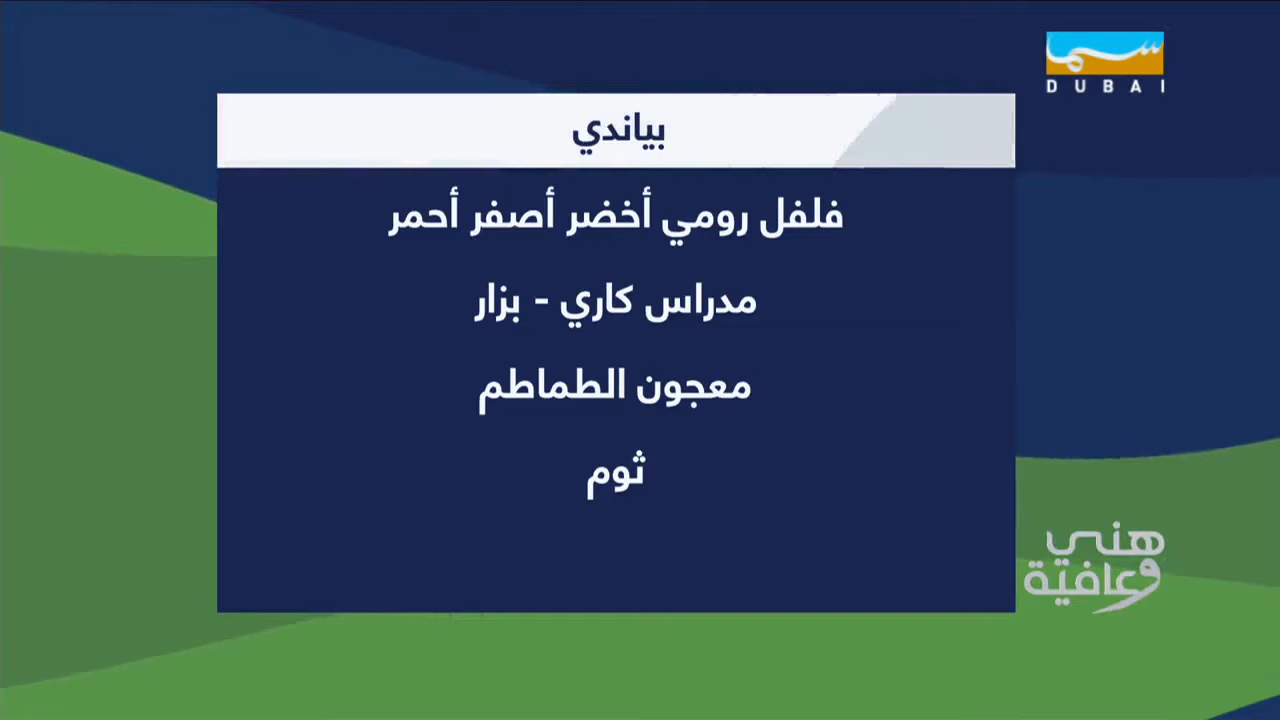 سما
DUBAI
بياندي
فلفل رومي أخضر أصفر أحمر
مدراس كاري - بزار
معجون الطماطم
ثوم
هني
وعافية